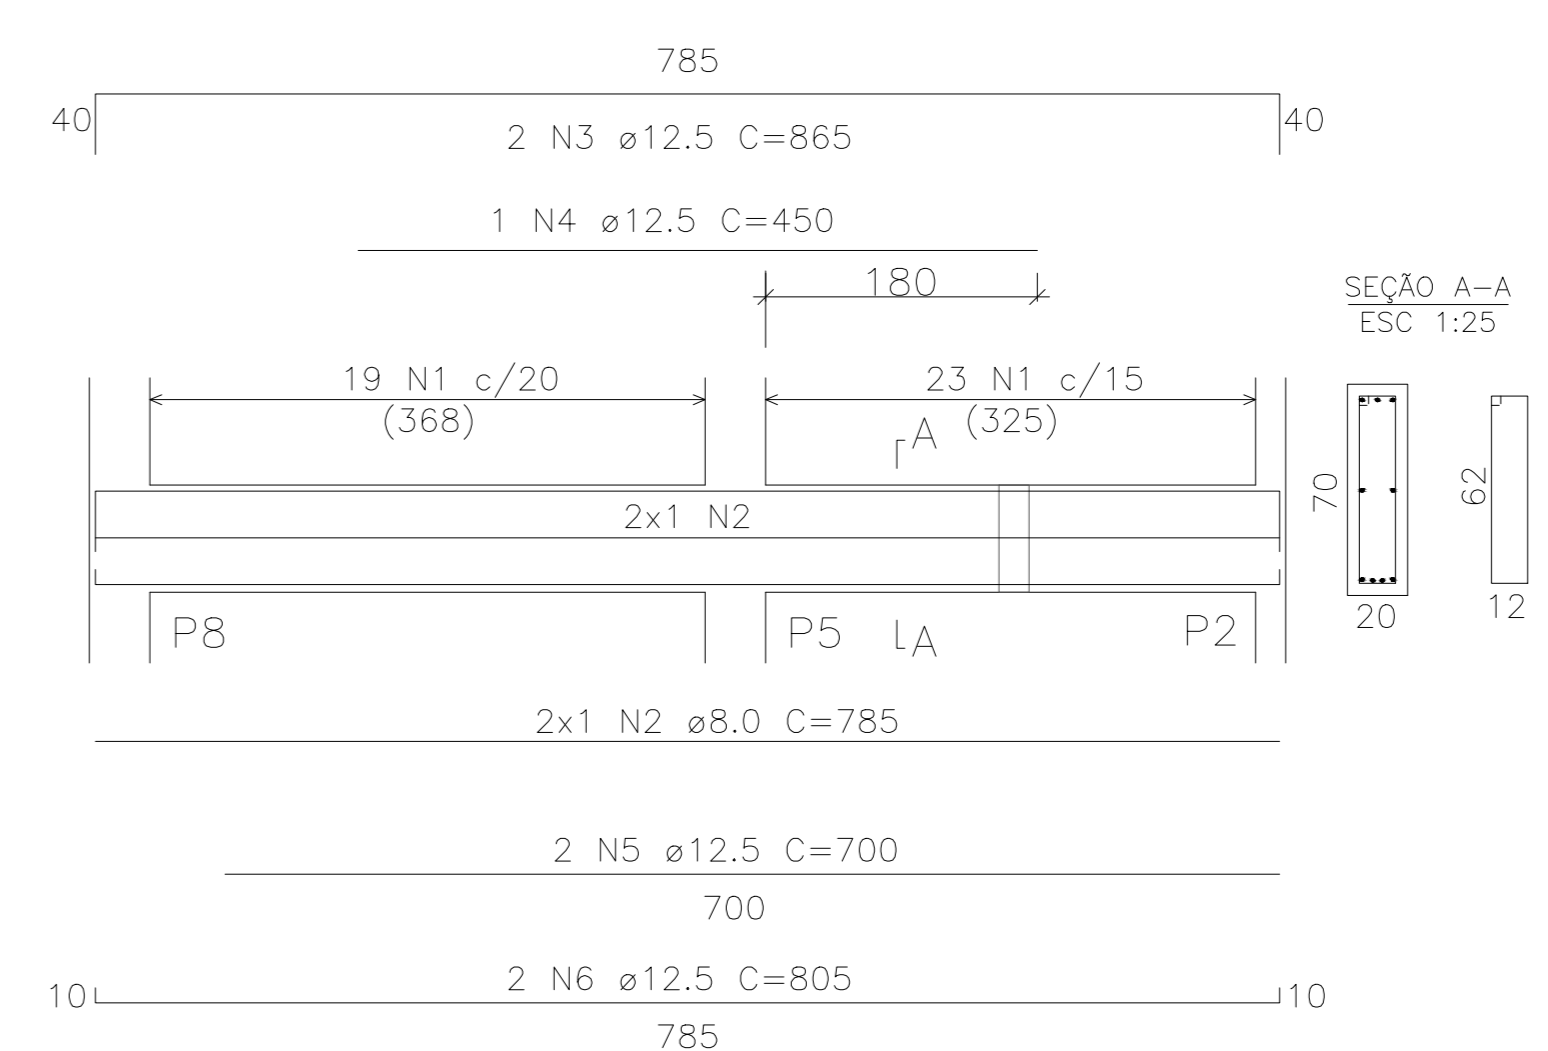 785
40
40
2 N3 ø12.5 C=865
1 N4 ø12.5 C=450
180
SEÇÃO A-A
ESC 1:25
19 N1 c/20
(368)
23 N1 c/15
(325)
A
70
62
2x1 N2
20
12
P8
P5
A
P2
2x1 N2 ø8.0 C=785
2 N5 ø12.5 C=700
700
2 N6 ø12.5 C=805
10
10
785